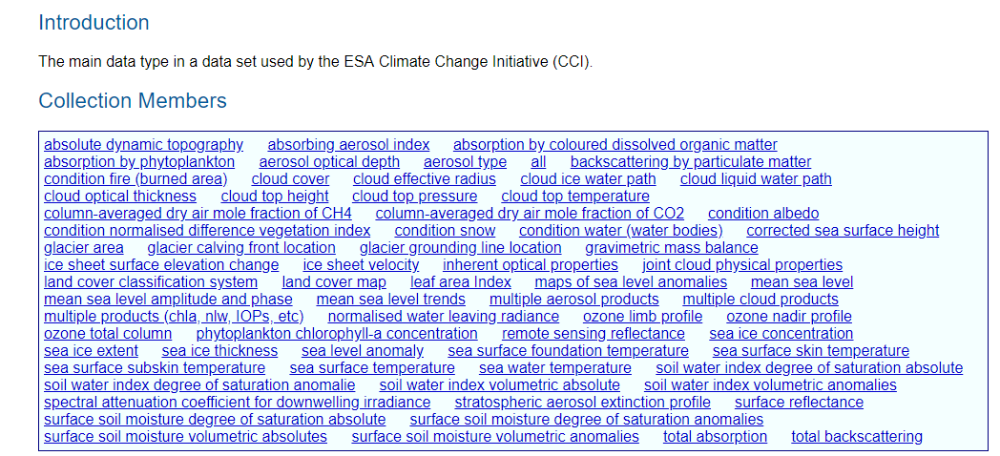 Introduction
The main data type in a data set used by the ESA Climate Change Initiative (CCI).
Collection Members
absolute dynamic topography absorbing aerosol index absorption by coloured dissolved organic matter
absorption by phytoplankton aerosol optical depth aerosol type all backscattering by particulate matter
condition fire (burned area) cloud cover cloud effective radius cloud ice water path cloud liquid water path
cloud optical thickness cloud top height cloud top pressure cloud top temperature
column-averaged dry air mole fraction of CH4 column-averaged dry air mole fraction of CO2 condition albedo
condition normalised difference vegetation index condition snow condition water (water bodies) corrected sea surface height
glacier area glacier calving front location glacier grounding line location gravimetric mass balance
ice sheet surface elevation change ice sheet velocity inherent optical properties joint cloud physical properties
land cover classification system land cover map leaf area Index maps of sea level anomalies mean sea level
mean sea level amplitude and phase mean sea level trends multiple aerosol products multiple cloud products
multiple products (chla, nlw, IOPs, etc) normalised water leaving radiance ozone limb profile ozone nadir profile
ozone total column phytoplankton chlorophyll-a concentration remote sensing reflectance sea ice concentration
sea ice extent sea ice thickness sea level anomaly sea surface foundation temperature sea surface skin temperature
sea surface subskin temperature sea surface temperature sea water temperature soil water index degree of saturation absolute
soil water index degree of saturation anomalie soil water index volumetric absolute soil water index volumetric anomalies
spectral attenuation coefficient for downwelling irradiance stratospheric aerosol extinction profile surface reflectance
surface soil moisture degree of saturation absolute surface soil moisture degree of saturation anomalies
surface soil moisture volumetric absolutes surface soil moisture volumetric anomalies total absorption total backscattering